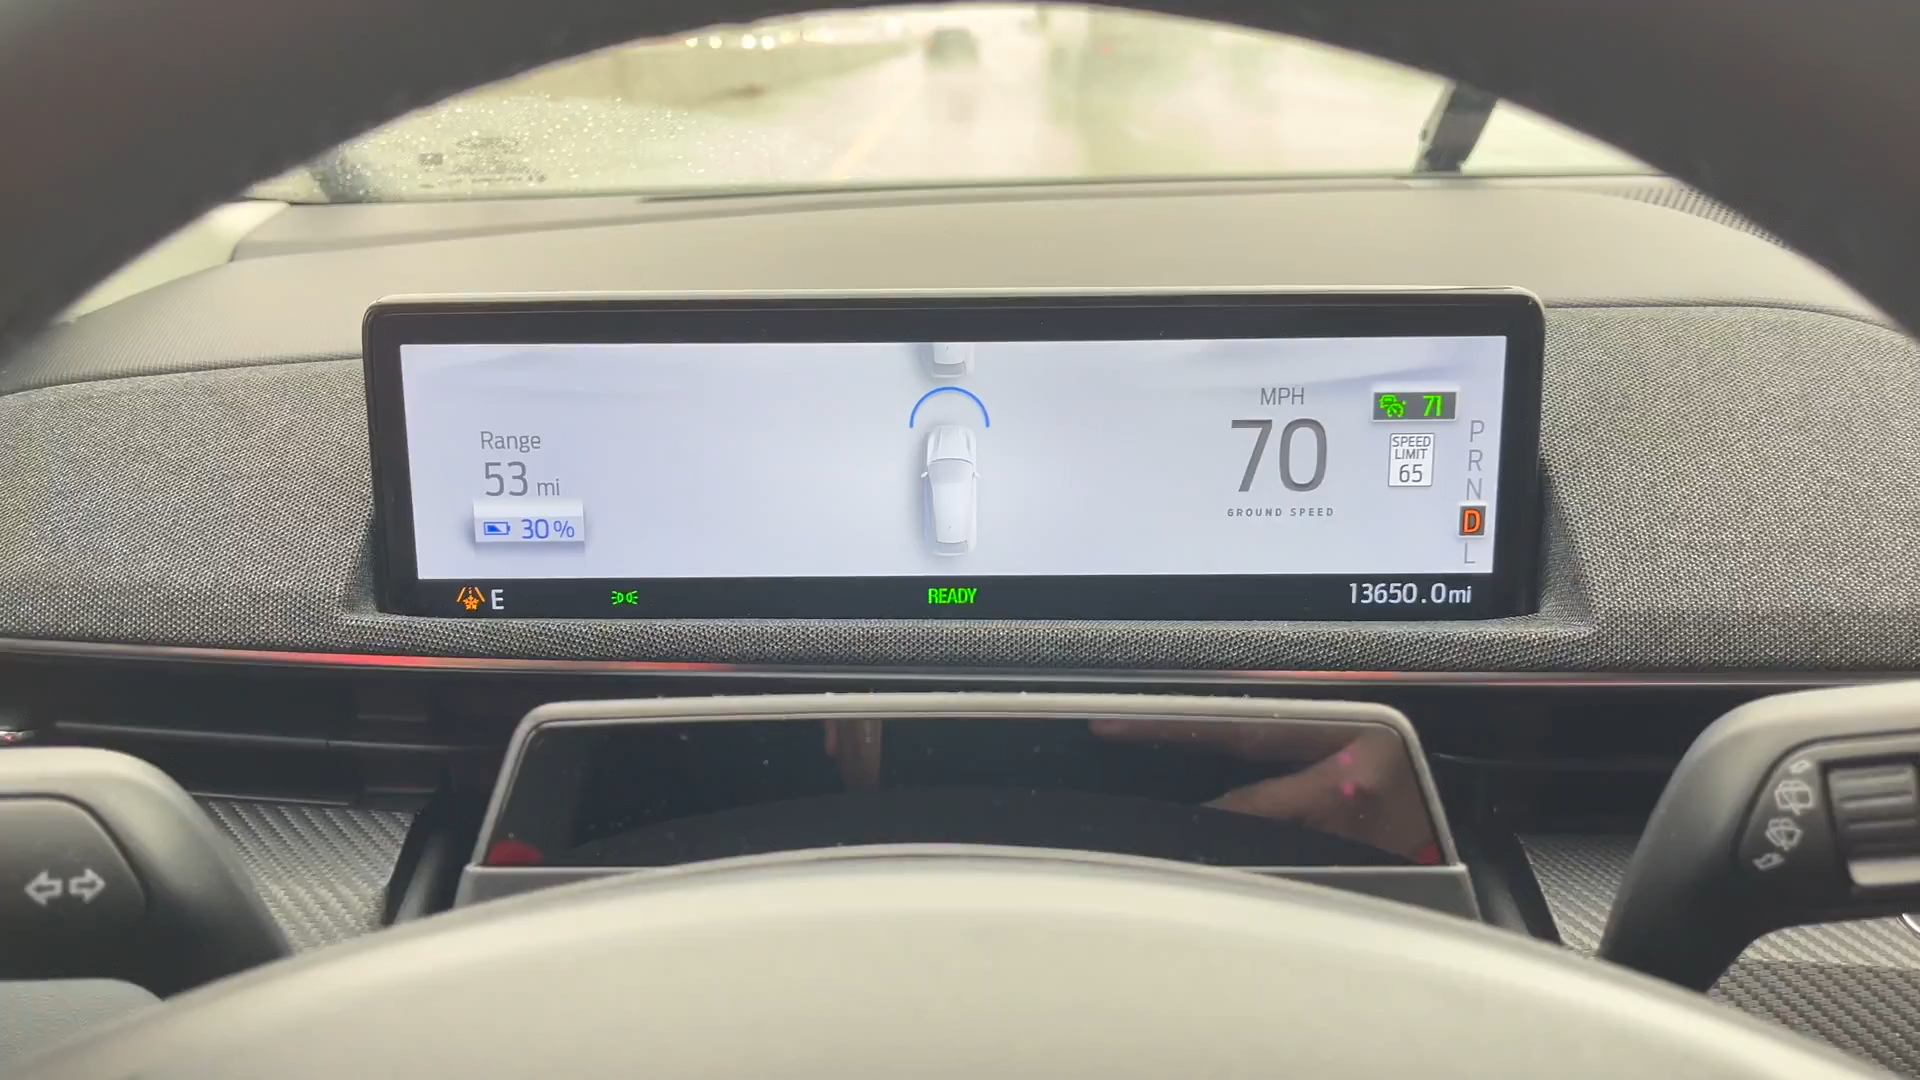 Range
53 mi
30%
MPH
70
GROUND SPEED
71
SPEED
LIMIT
65
P
R
N
D
L
E
READY
13650.0mi